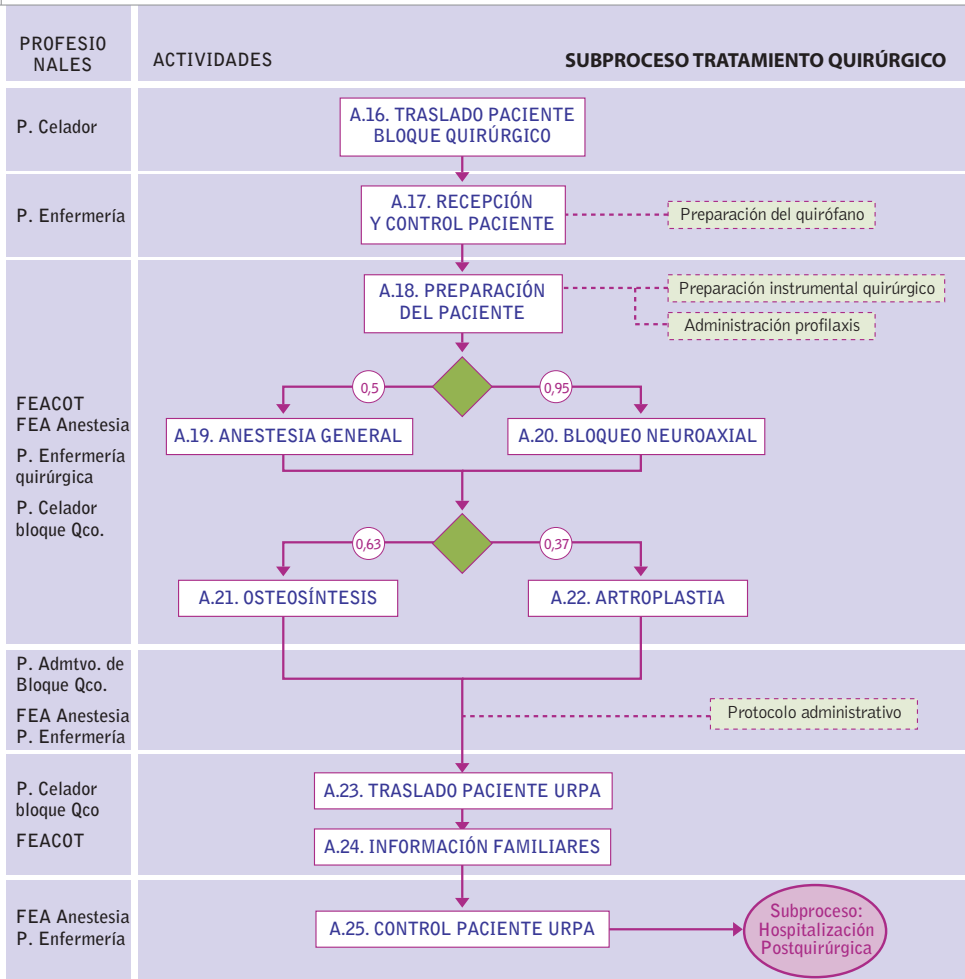 PROFESIO
NALES
ACTIVIDADES
SUBPROCESO TRATAMIENTO QUIRÚRGICO
P. Celador
A.16. TRASLADO PACIENTE
BLOQUE QUIRÚRGICO
P. Enfermería
A.17. RECEPCIÓN
Y CONTROL PACIENTE
Preparación del quirófano
FEACOT
FEA Anestesia
P. Enfermería
quirúrgica
P. Celador
bloque Qco.
A.18. PREPARACIÓN
DEL PACIENTE
Preparación instrumental quirúrgico
Administración profilaxis
0,5
0,95
A.19. ANESTESIA GENERAL
A.20. BLOQUEO NEUROAXIAL
0,63
0,37
A.21. OSTEOSÍNTESIS
A.22. ARTROPLASTIA
P. Admtvo. de
Bloque Qco.
FEA Anestesia
P. Enfermería
Protocolo administrativo
P. Celador
bloque Qco
FEACOT
A.23. TRASLADO PACIENTE URPA
A.24. INFORMACIÓN FAMILIARES
FEA Anestesia
P. Enfermería
A.25. CONTROL PACIENTE URPA
Subproceso:
Hospitalización
Postquirúrgica